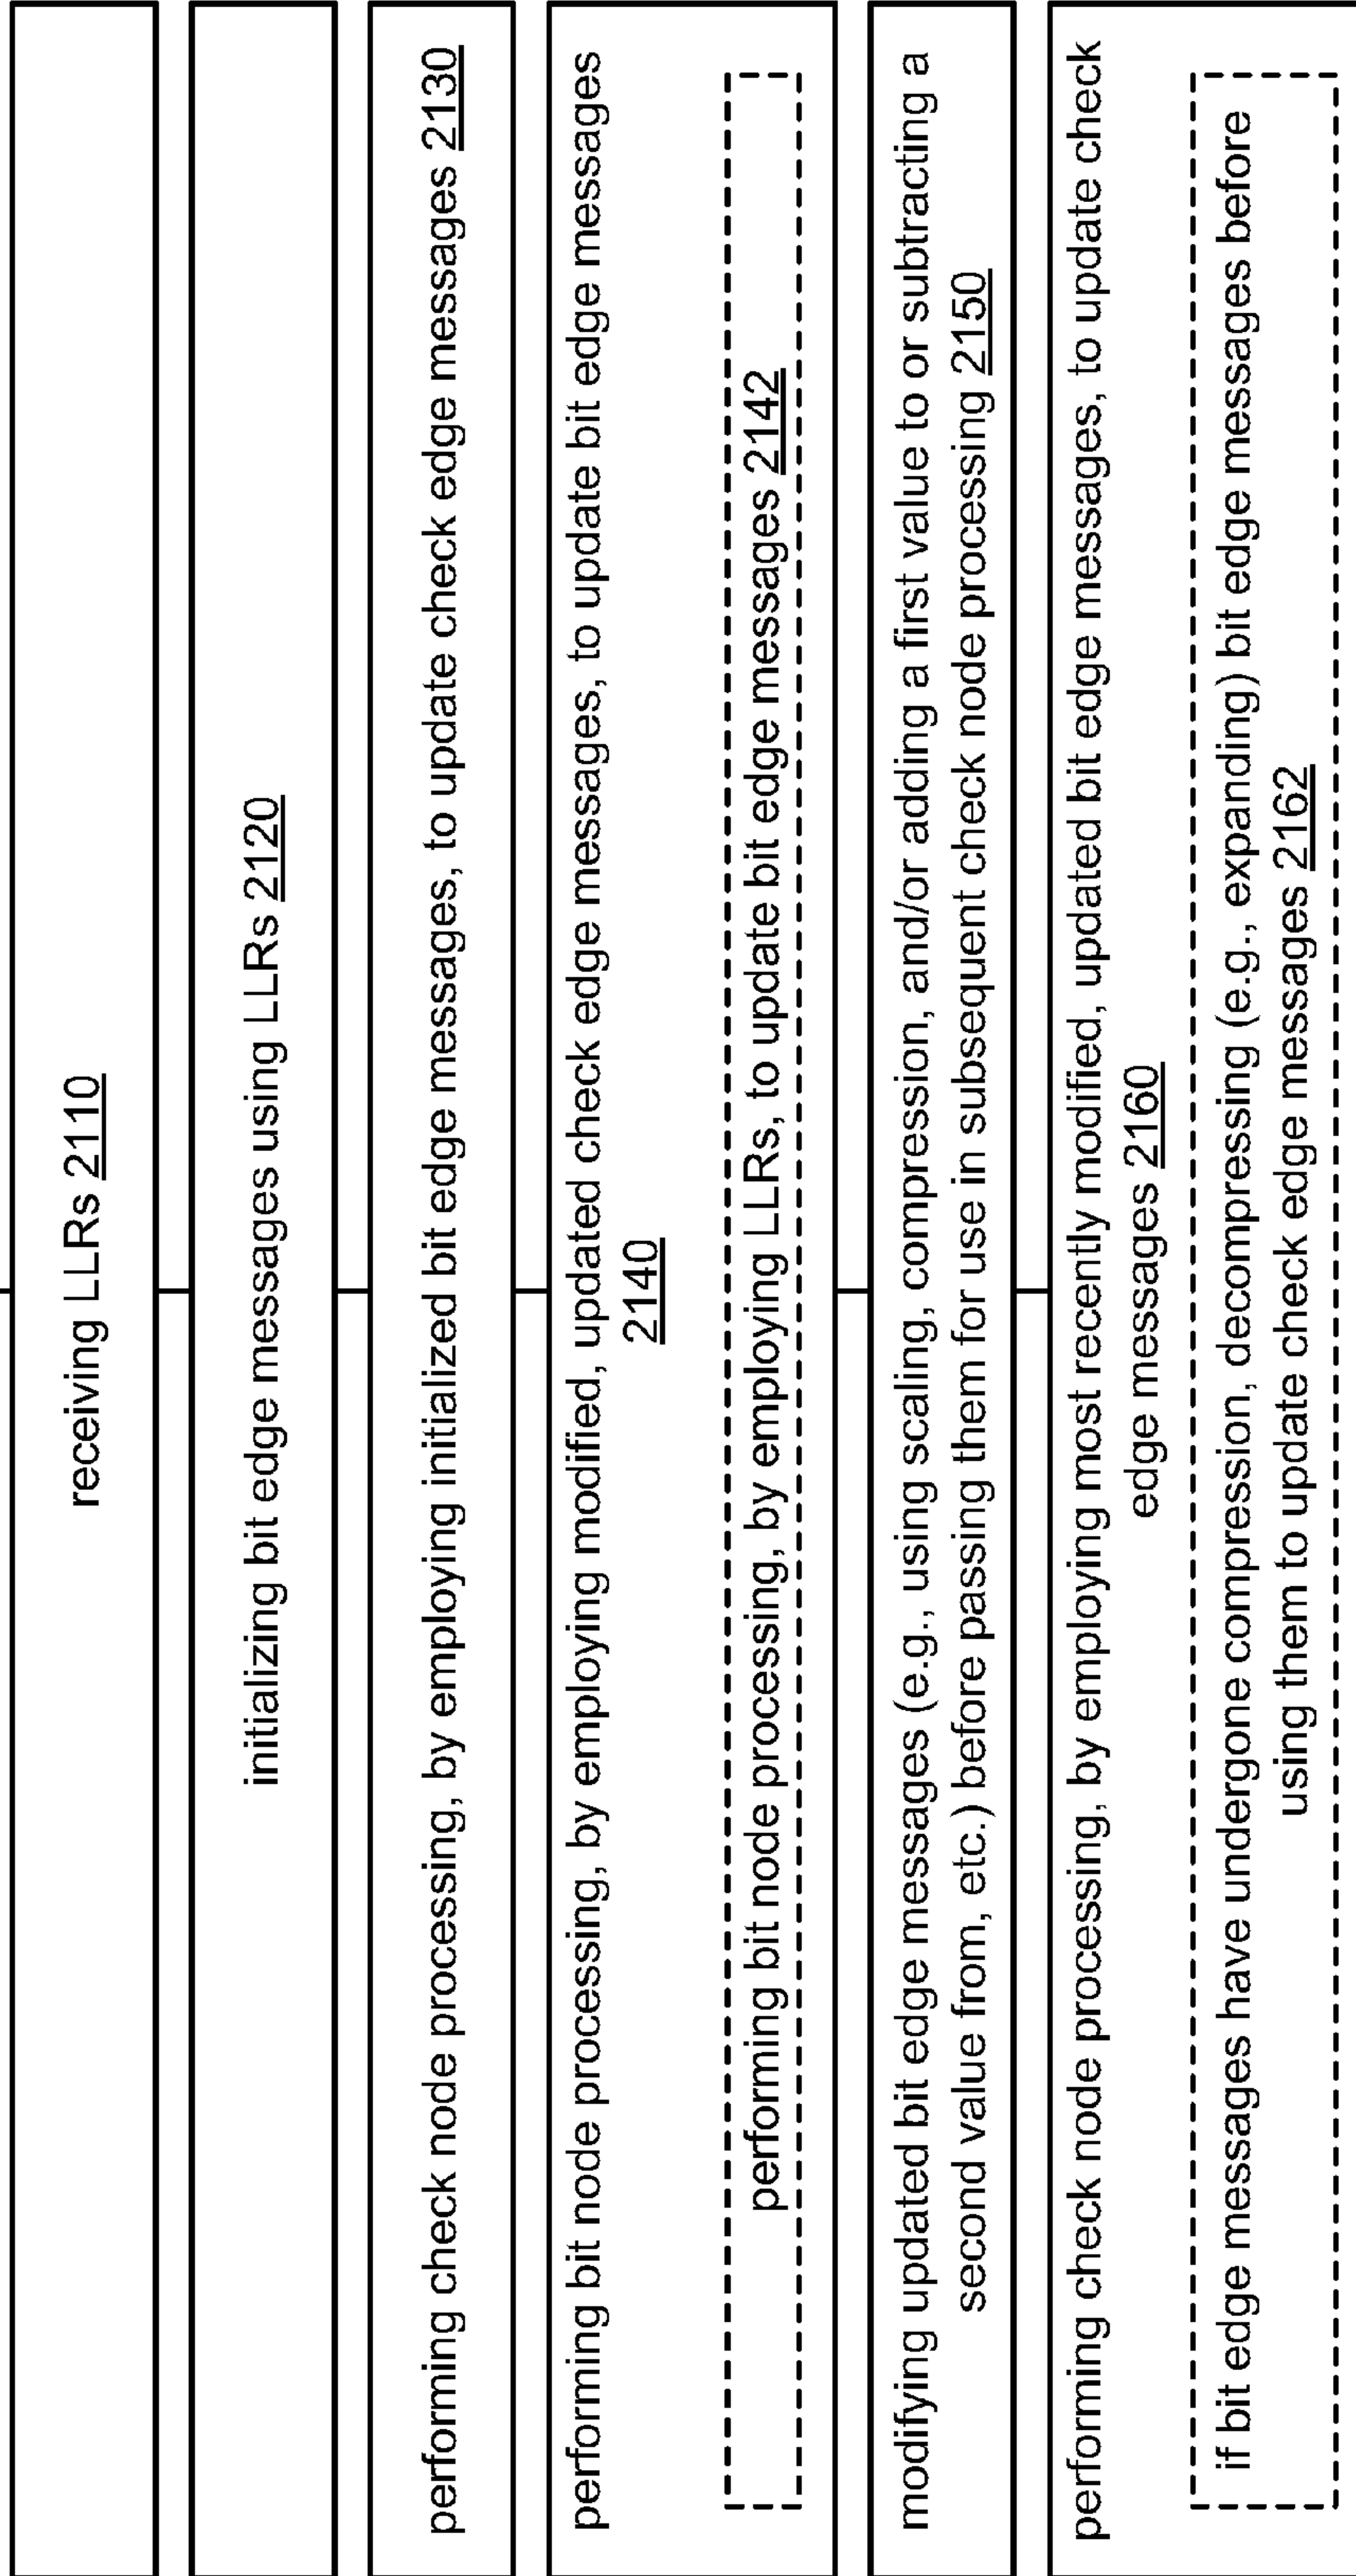 receiving LLRs 2110
initializing bit edge messages using LLRs 2120
performing check node processing, by employing initialized bit edge messages, to update check edge messages 2130
performing bit node processing, by employing modified, updated check edge messages, to update bit edge messages
2140
performing bit node processing, by employing LLRs, to update bit edge messages 2142
modifying updated bit edge messages (e.g., using scaling, compression, and/or adding a first value to or subtracting a
second value from, etc.) before passing them for use in subsequent check node processing 2150
performing check node processing, by employing most recently modified, updated bit edge messages, to update check
edge messages 2160
if bit edge messages have undergone compression, decompressing (e.g., expanding) bit edge messages before
using them to update check edge messages 2162